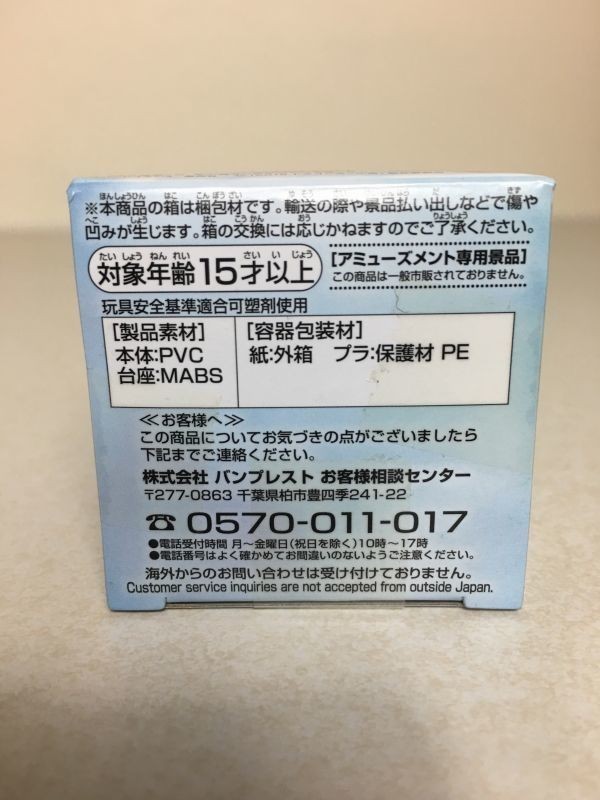 ※本商品の箱は梱包材です。輸送の際や景品払い出しなどで傷や
凹みが生じます。箱の交換には応じかねますのでご了承ください。
対象年齢15才以上
[アミューズメント専用景品]
この商品は一般市販されておりません。
玩具安全基準適合可塑剤使用
[製品素材]
本体:PVC
台座:MABS
[容器包装材]
紙:外箱 プラ:保護材 PE
≪お客様へ≫
この商品についてお気づきの点がございましたら
下記までご連絡ください。
株式会社 バンプレスト お客様相談センター
〒277-0863 千葉県柏市豊四季241-22
☎ 0570-011-017
●電話受付時間 月〜金曜日(祝日を除く)10時〜17時
●電話番号はよく確かめてお間違いのないようご注意ください。
海外からのお問い合わせは受け付けておりません。
Customer service inquiries are not accepted from outside Japan.